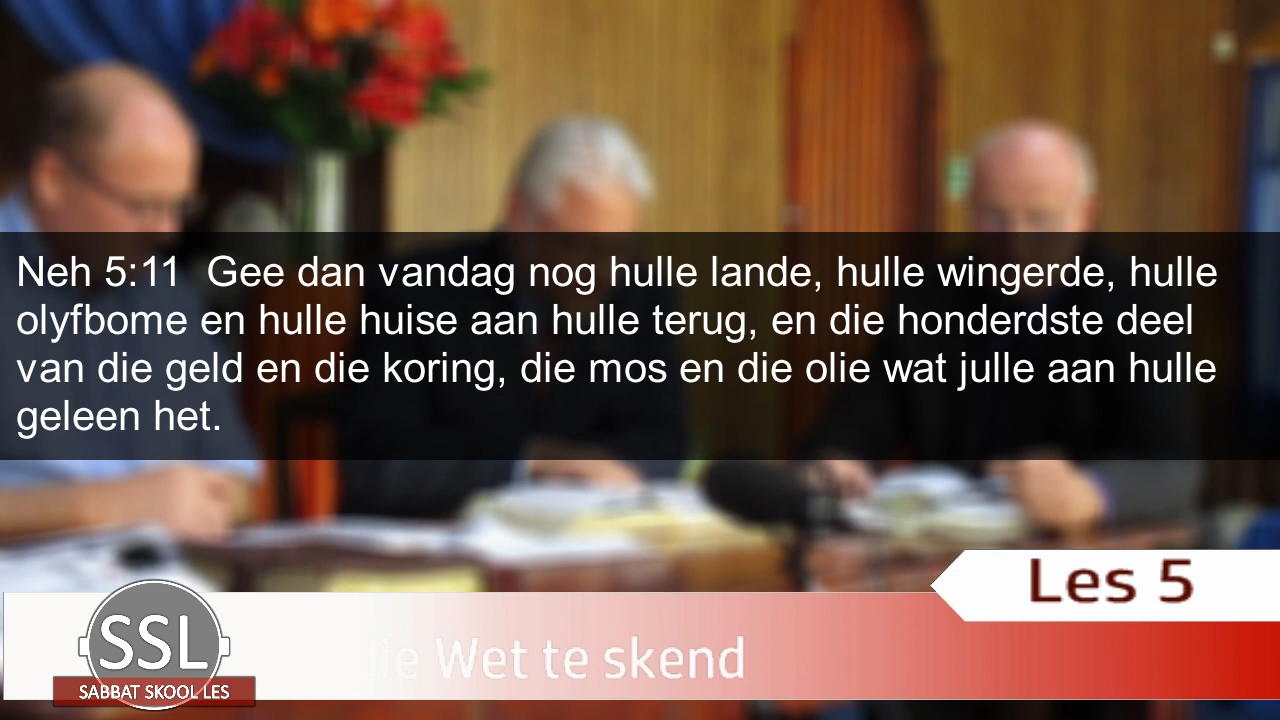 Neh 5:11  Gee dan vandag nog hulle lande, hulle wingerde, hulle
olyfbome en hulle huise aan hulle terug, en die honderdste deel
van die geld en die koring, die mos en die olie wat julle aan hulle
geleen het.
Les 5
die Wet te skend
SSL
SABBAT SKOOL LES